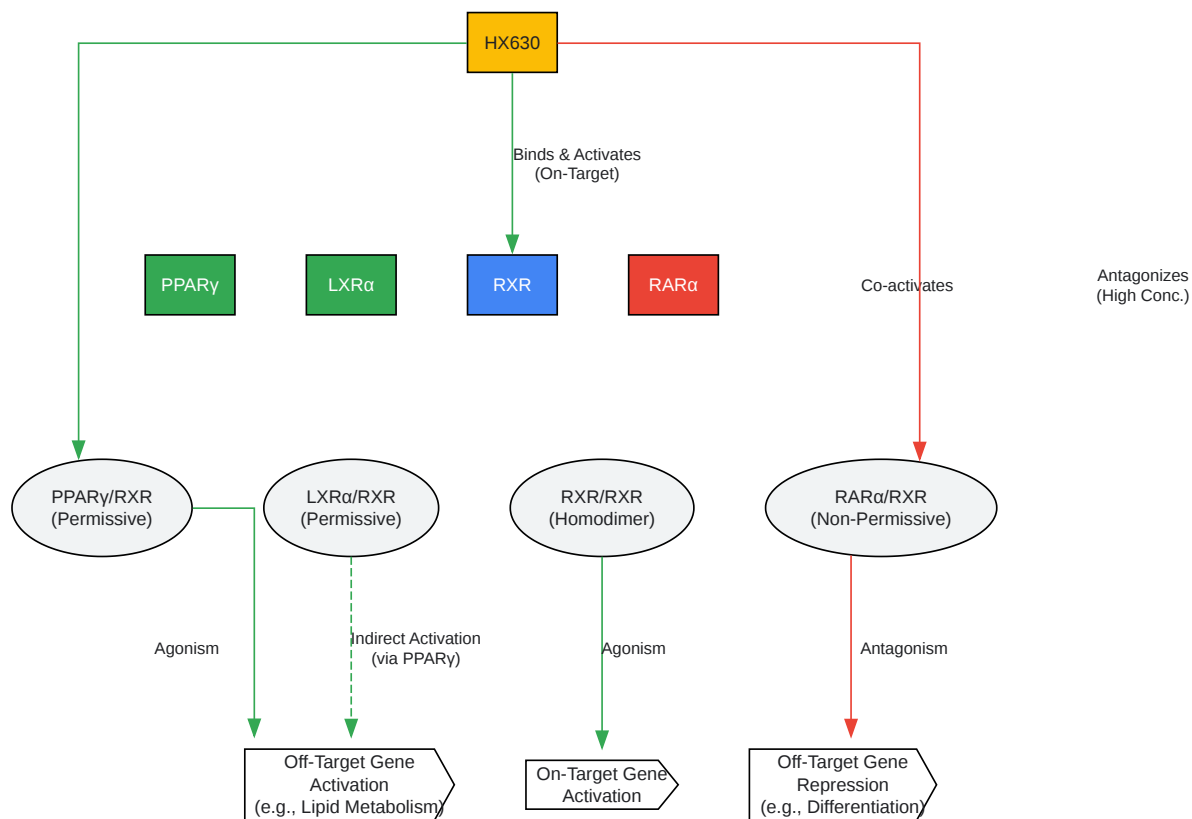 HX630
Binds & Activates
(On-Target)
PPARγ
LXRα
RXR
RARα
Co-activates
Antagonizes
(High Conc.)
PPARγ/RXR
(Permissive)
LXRα/RXR
(Permissive)
RXR/RXR
(Homodimer)
RARα/RXR
(Non-Permissive)
Agonism
Indirect Activation
(via PPARγ)
Agonism
Antagonism
Off-Target Gene
Activation
(e.g., Lipid Metabolism)
On-Target Gene
Activation
Off-Target Gene
Repression
(e.g., Differentiation)